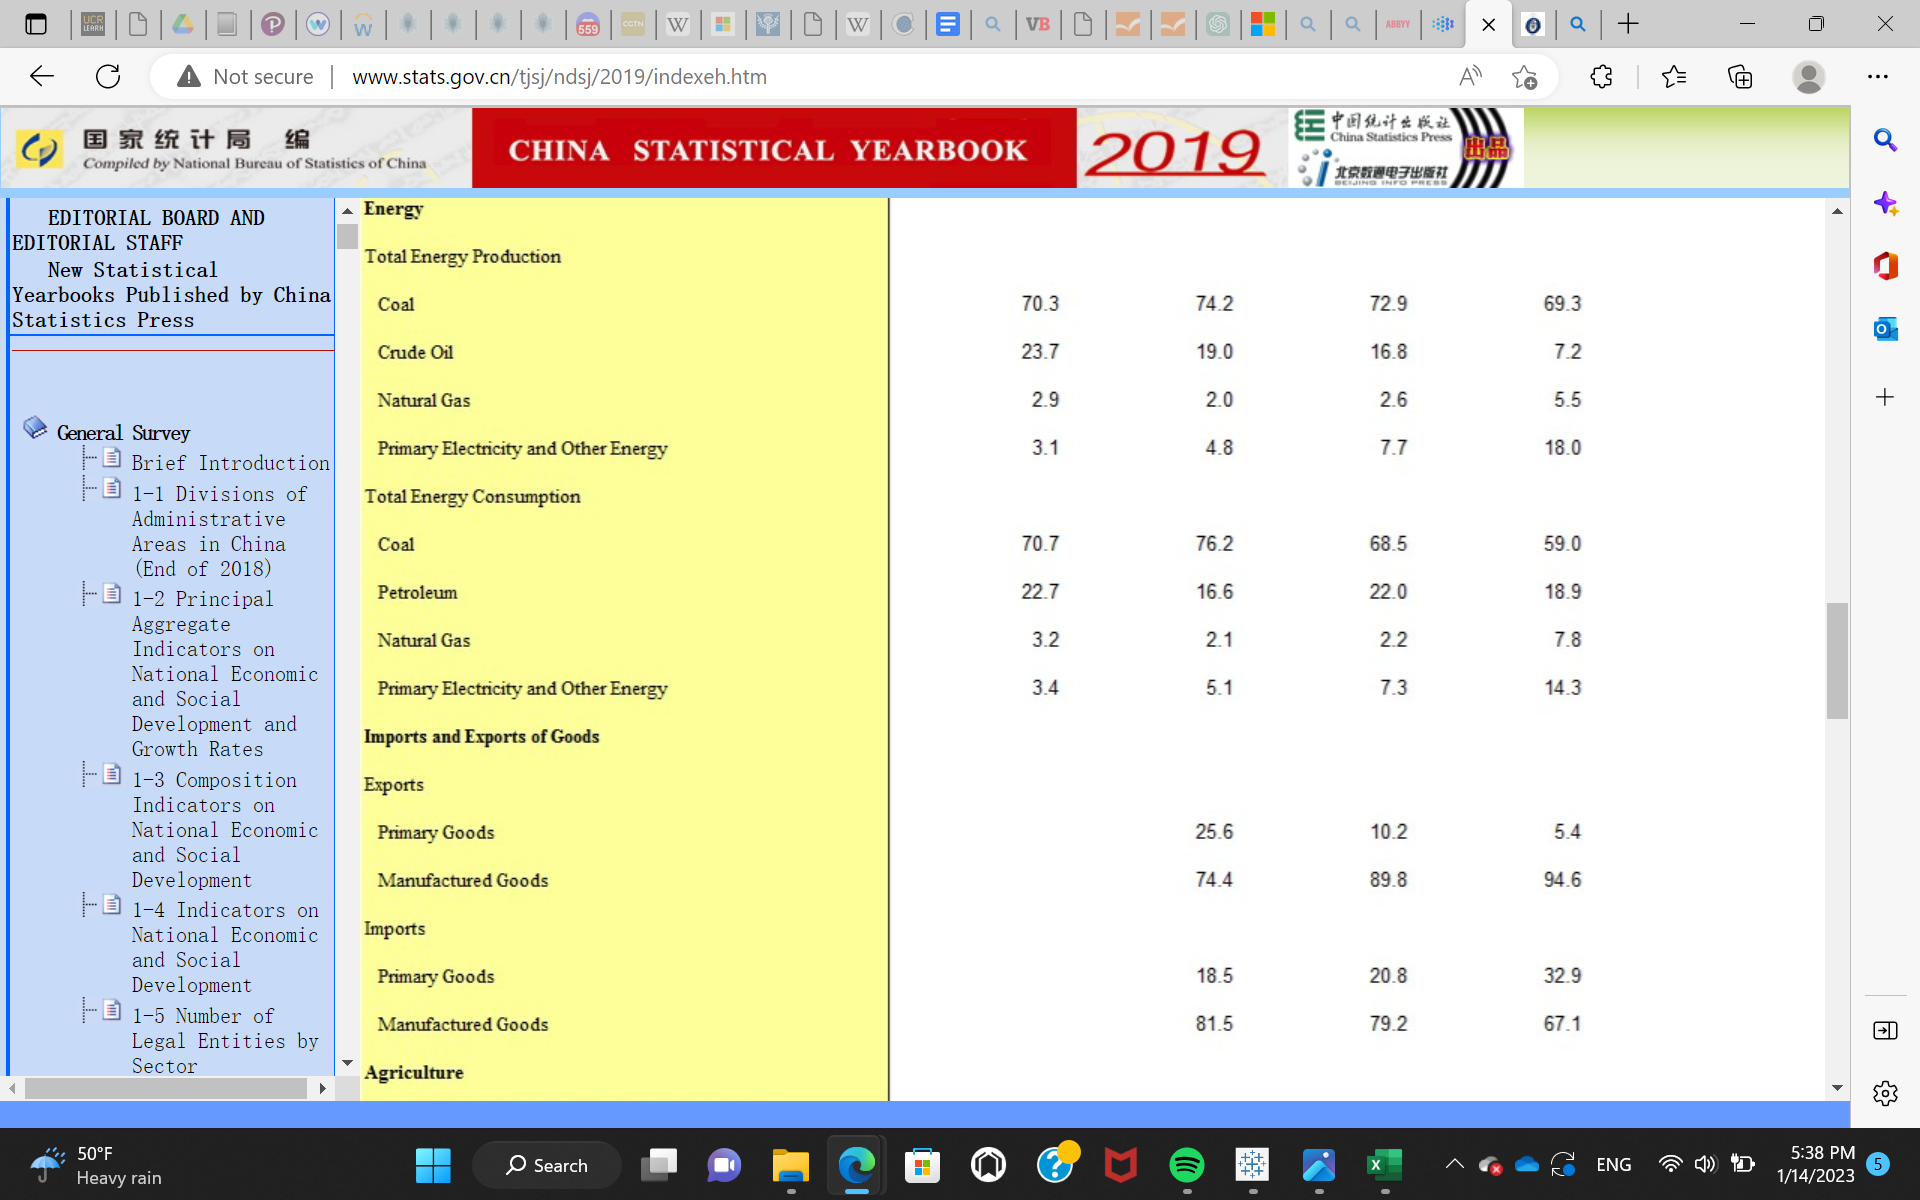 UCR
LEARN
559
CGTN
W
W
VB
ABBYY
Not secure
www.stats.gov.cn/tjsj/ndsj/2019/indexeh.htm
国家统计局 编
Compiled by National Bureau of Statistics of China
CHINA STATISTICAL YEARBOOK
2019
中国统计出版社
China Statistics Press
北京数通电子出版社
BEIJING INFO PRESS
出品
EDITORIAL BOARD AND
EDITORIAL STAFF
New Statistical
Yearbooks Published by China
Statistics Press
General Survey
Brief Introduction
1-1 Divisions of
Administrative
Areas in China
(End of 2018)
1-2 Principal
Aggregate
Indicators on
National Economic
and Social
Development and
Growth Rates
1-3 Composition
Indicators on
National Economic
and Social
Development
1-4 Indicators on
National Economic
and Social
Development
1-5 Number of
Legal Entities by
Sector
Energy
Total Energy Production
Coal 70.3 74.2 72.9 69.3
Crude Oil 23.7 19.0 16.8 7.2
Natural Gas 2.9 2.0 2.6 5.5
Primary Electricity and Other Energy 3.1 4.8 7.7 18.0
Total Energy Consumption
Coal 70.7 76.2 68.5 59.0
Petroleum 22.7 16.6 22.0 18.9
Natural Gas 3.2 2.1 2.2 7.8
Primary Electricity and Other Energy 3.4 5.1 7.3 14.3
Imports and Exports of Goods
Exports
Primary Goods 25.6 10.2 5.4
Manufactured Goods 74.4 89.8 94.6
Imports
Primary Goods 18.5 20.8 32.9
Manufactured Goods 81.5 79.2 67.1
Agriculture
50°F
Heavy rain
Search
ENG
5:38 PM
1/14/2023
5